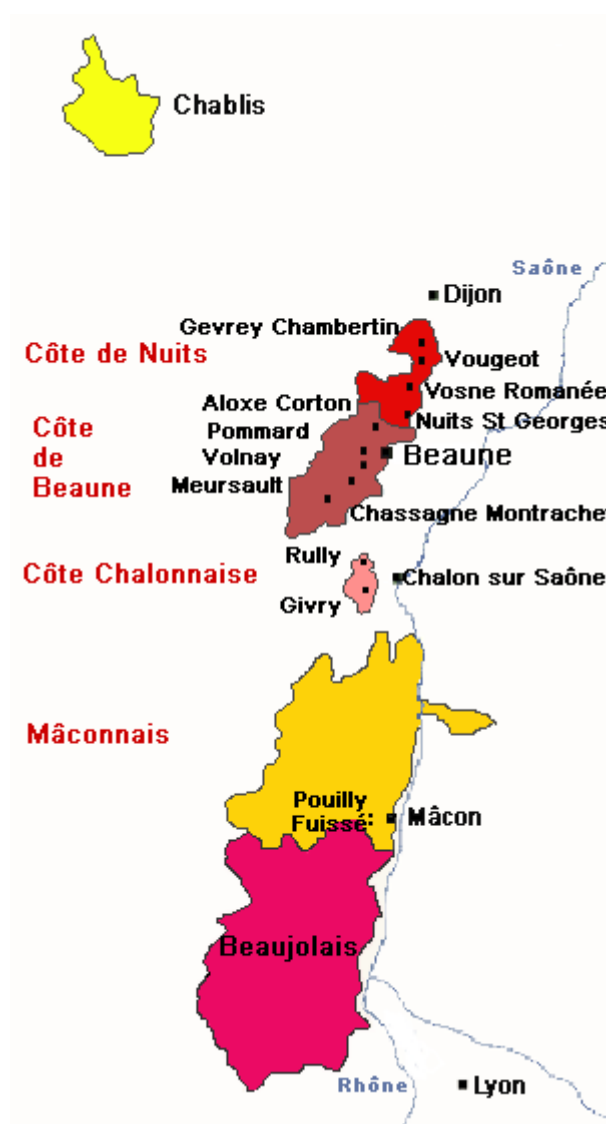 Chablis
Saône
Dijon
Gevrey Chambertin
Côte de Nuits
Vougeot
Vosne Romanée
Aloxe Corton
Nuits St Georges
Côte
de
Beaune
Pommard
Volnay
Beaune
Meursault
Chassagne Montrache
Rully
Côte Chalonnaise
Chalon sur Saône
Givry
Mâconnais
Pouilly
Fuissé
Mâcon
Beaujolais
Rhône
Lyon